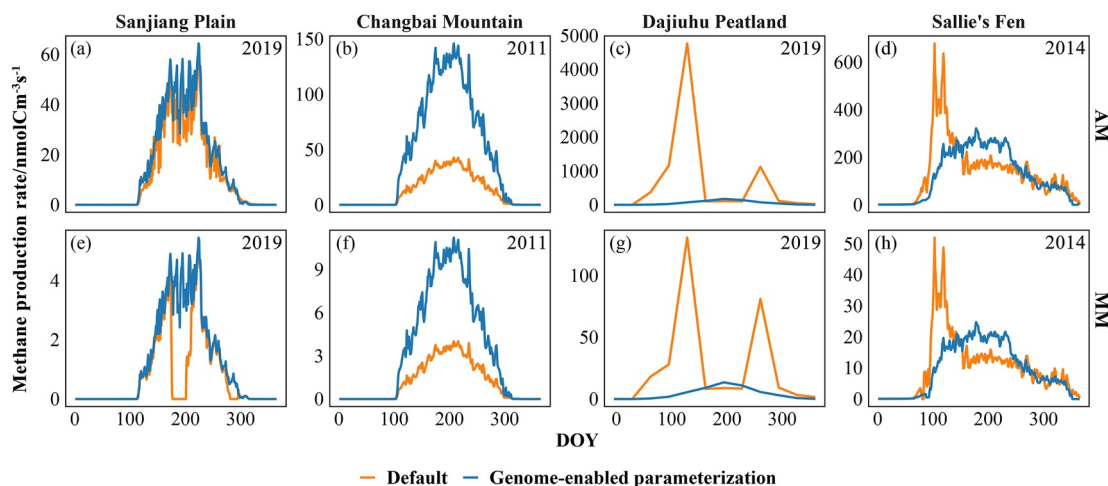 Sanjiang Plain Changbai Mountain Dajiuhu Peatland Sallie's Fen
(a) 2019 (b) 2011 (c) 2019 (d) 2014
60 40 20 0
150 100 50 0
5000 4000 3000 2000 1000 0
600 400 200 0
AM
(e) 2019 (f) 2011 (g) 2019 (h) 2014
4 2 0
9 6 3 0
100 50 0
50 40 30 20 10 0
MM
Methane production rate/nmolCm⁻³s⁻¹
0 100 200 300 0 100 200 300 0 100 200 300 0 100 200 300
DOY
Default Genome-enabled parameterization